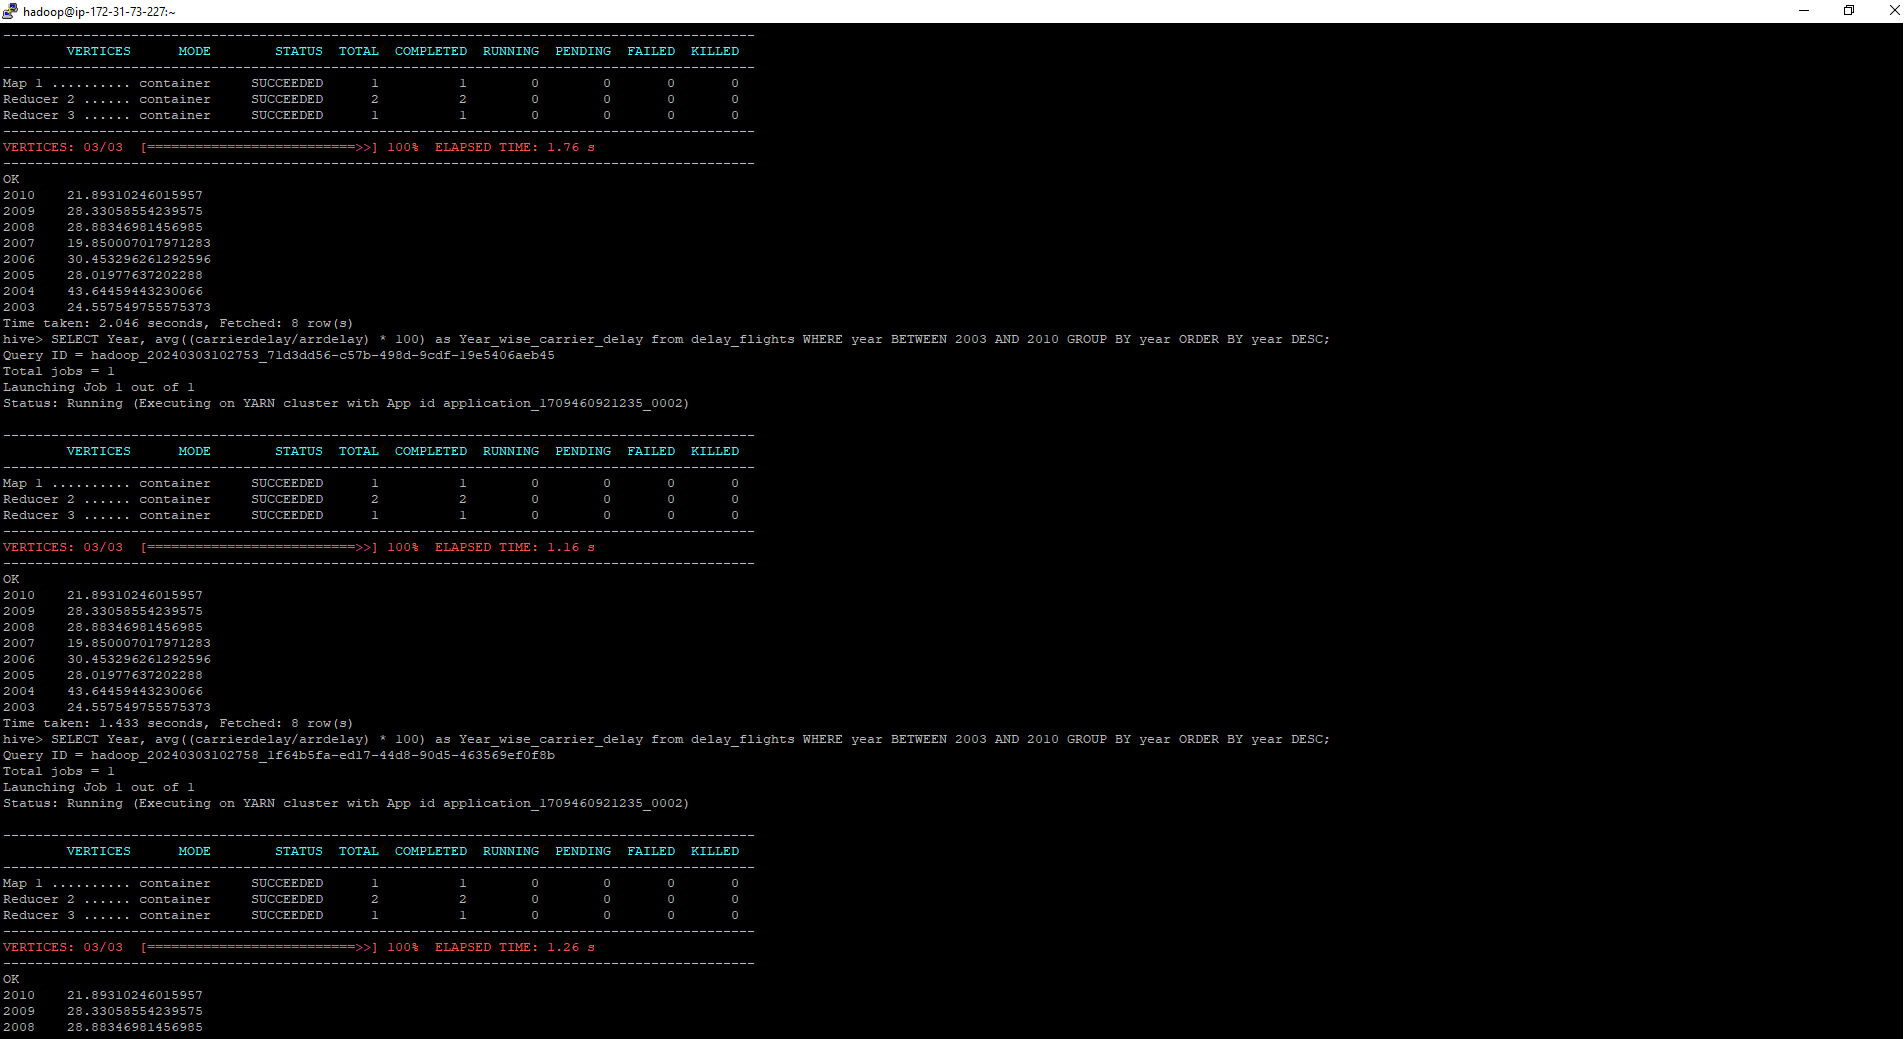 hadoop@ip-172-31-73-227:~
----------------------------------------------------------------------------------------------
        VERTICES      MODE        STATUS  TOTAL  COMPLETED  RUNNING  PENDING  FAILED  KILLED
----------------------------------------------------------------------------------------------
Map 1 .......... container     SUCCEEDED      1          1        0        0       0       0
Reducer 2 ...... container     SUCCEEDED      2          2        0        0       0       0
Reducer 3 ...... container     SUCCEEDED      1          1        0        0       0       0
----------------------------------------------------------------------------------------------
VERTICES: 03/03  [==========================>>] 100%  ELAPSED TIME: 1.76 s
----------------------------------------------------------------------------------------------
OK
2010    21.89310246015957
2009    28.33058554239575
2008    28.88346981456985
2007    19.850007017971283
2006    30.453296261292596
2005    28.01977637202288
2004    43.64459443230066
2003    24.557549755575373
Time taken: 2.046 seconds, Fetched: 8 row(s)
hive> SELECT Year, avg((carrierdelay/arrdelay) * 100) as Year_wise_carrier_delay from delay_flights WHERE year BETWEEN 2003 AND 2010 GROUP BY year ORDER BY year DESC;
Query ID = hadoop_20240303102753_71d3dd56-c57b-498d-9cdf-19e5406aeb45
Total jobs = 1
Launching Job 1 out of 1
Status: Running (Executing on YARN cluster with App id application_1709460921235_0002)
----------------------------------------------------------------------------------------------
        VERTICES      MODE        STATUS  TOTAL  COMPLETED  RUNNING  PENDING  FAILED  KILLED
----------------------------------------------------------------------------------------------
Map 1 .......... container     SUCCEEDED      1          1        0        0       0       0
Reducer 2 ...... container     SUCCEEDED      2          2        0        0       0       0
Reducer 3 ...... container     SUCCEEDED      1          1        0        0       0       0
----------------------------------------------------------------------------------------------
VERTICES: 03/03  [==========================>>] 100%  ELAPSED TIME: 1.16 s
----------------------------------------------------------------------------------------------
OK
2010    21.89310246015957
2009    28.33058554239575
2008    28.88346981456985
2007    19.850007017971283
2006    30.453296261292596
2005    28.01977637202288
2004    43.64459443230066
2003    24.557549755575373
Time taken: 1.433 seconds, Fetched: 8 row(s)
hive> SELECT Year, avg((carrierdelay/arrdelay) * 100) as Year_wise_carrier_delay from delay_flights WHERE year BETWEEN 2003 AND 2010 GROUP BY year ORDER BY year DESC;
Query ID = hadoop_20240303102758_1f64b5fa-ed17-44d8-90d5-463569ef0f8b
Total jobs = 1
Launching Job 1 out of 1
Status: Running (Executing on YARN cluster with App id application_1709460921235_0002)
----------------------------------------------------------------------------------------------
        VERTICES      MODE        STATUS  TOTAL  COMPLETED  RUNNING  PENDING  FAILED  KILLED
----------------------------------------------------------------------------------------------
Map 1 .......... container     SUCCEEDED      1          1        0        0       0       0
Reducer 2 ...... container     SUCCEEDED      2          2        0        0       0       0
Reducer 3 ...... container     SUCCEEDED      1          1        0        0       0       0
----------------------------------------------------------------------------------------------
VERTICES: 03/03  [==========================>>] 100%  ELAPSED TIME: 1.26 s
----------------------------------------------------------------------------------------------
OK
2010    21.89310246015957
2009    28.33058554239575
2008    28.88346981456985